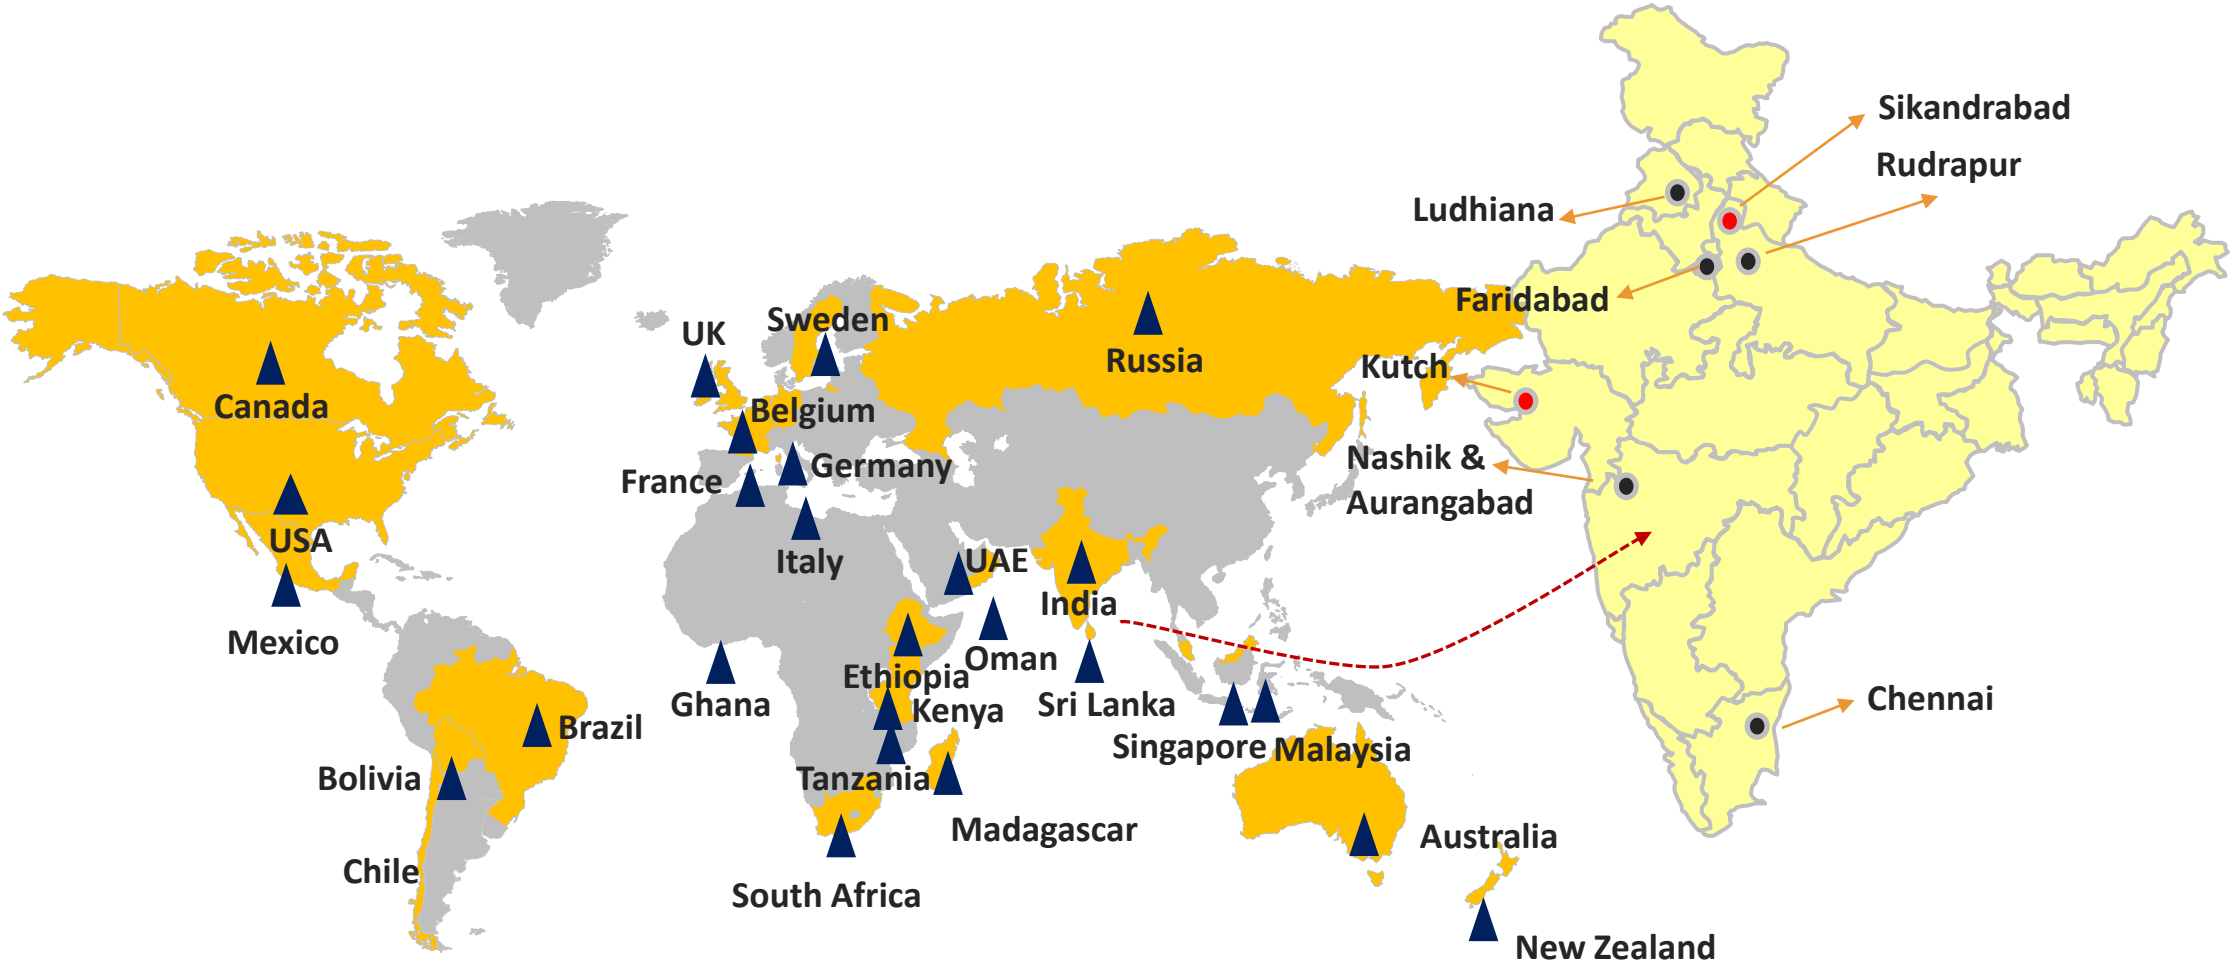 Sikandrabad
Rudrapur
Ludhiana
Faridabad
Kutch
Nashik &
Aurangabad
Chennai
UK
Sweden
Russia
Canada
Belgium
France
Germany
USA
Italy
UAE
India
Mexico
Ethiopia
Oman
Ghana
Kenya
Sri Lanka
Brazil
Singapore
Malaysia
Bolivia
Tanzania
Madagascar
Australia
Chile
South Africa
New Zealand